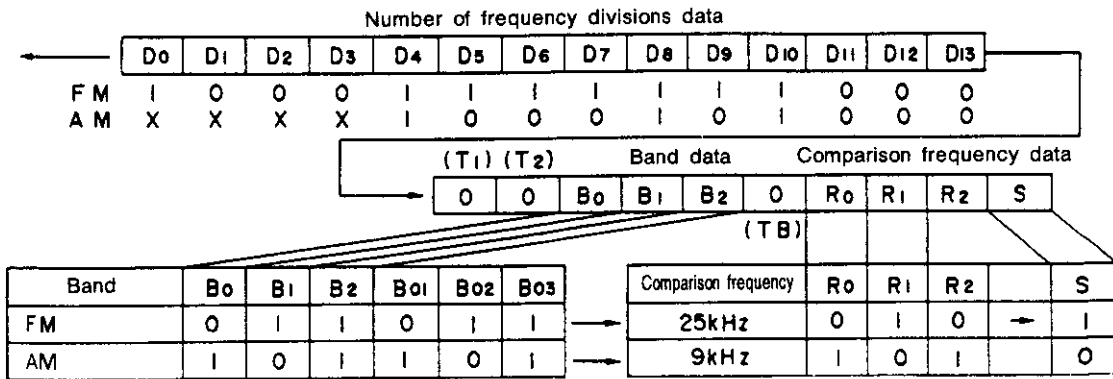 Number of frequency divisions data
D0 D1 D2 D3 D4 D5 D6 D7 D8 D9 D10 D11 D12 D13
FM 1 0 0 0 1 1 1 1 1 1 1 0 0 0
AM X X X X 1 0 0 0 1 0 1 0 0 0
(T1) (T2) Band data Comparison frequency data
0 0 B0 B1 B2 0 R0 R1 R2 S
(TB)
Band B0 B1 B2 B01 B02 B03
FM 0 1 1 0 1 1
AM 1 0 1 1 0 1
Comparison frequency R0 R1 R2 S
25kHz 0 1 0 → 1
9kHz 1 0 1 0